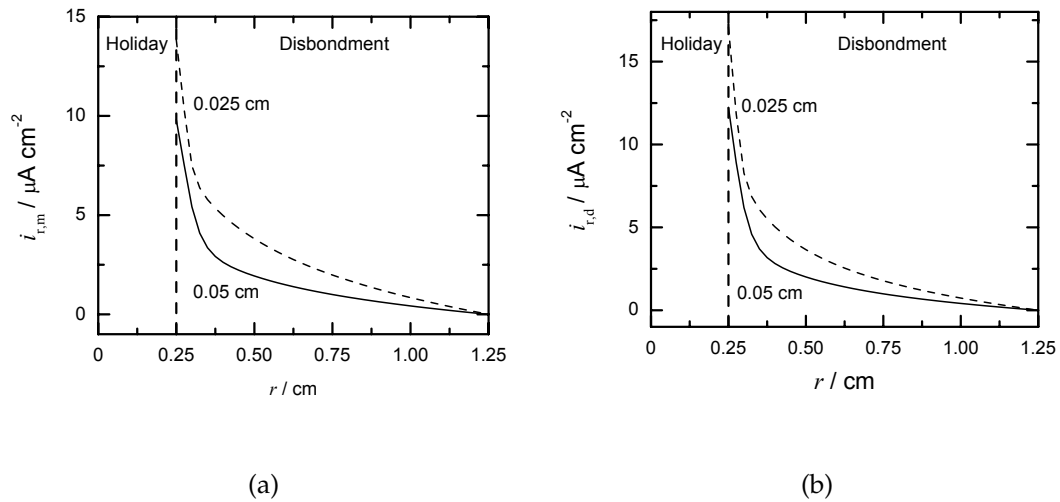 15
Holiday
Disbondment
10
0.025 cm
i_r,m / μA cm⁻²
5
0.05 cm
0
0
0.25
0.50
0.75
1.00
1.25
r / cm
(a)
15
Holiday
Disbondment
0.025 cm
10
i_r,d / μA cm⁻²
5
0.05 cm
0
0
0.25
0.50
0.75
1.00
1.25
r / cm
(b)